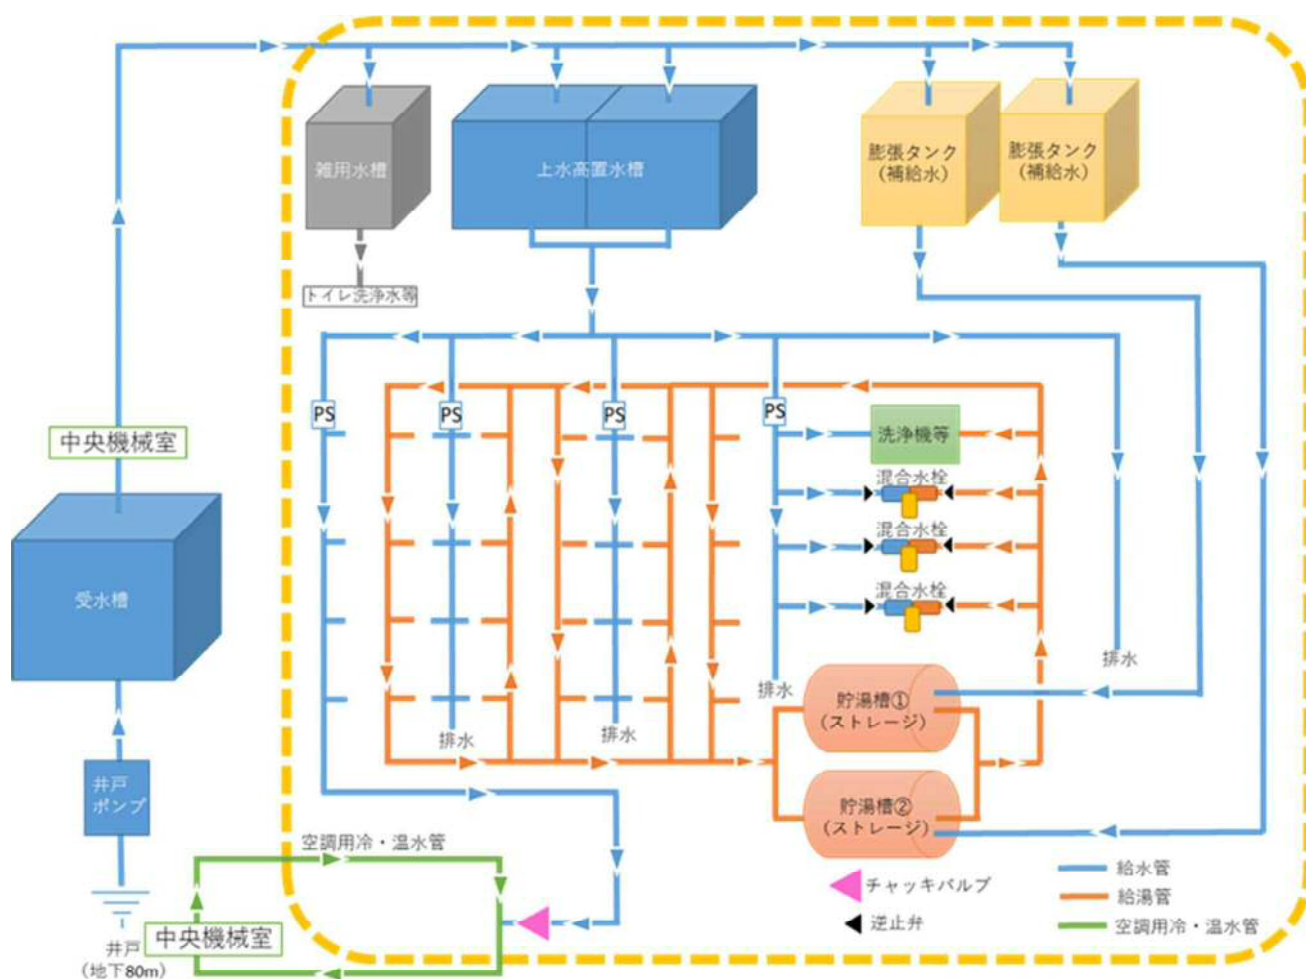 雑用水槽
上水高置水槽
膨張タンク
(補給水)
膨張タンク
(補給水)
トイレ洗浄水等
PS
PS
PS
PS
中央機械室
洗浄機等
混合水栓
混合水栓
混合水栓
受水槽
排水
排水
排水
排水
貯湯槽①
(ストレージ)
貯湯槽②
(ストレージ)
井戸
ポンプ
空調用冷・温水管
チャッキバルブ
逆止弁
給水管
給湯管
空調用冷・温水管
中央機械室
井戸
(地下80m)